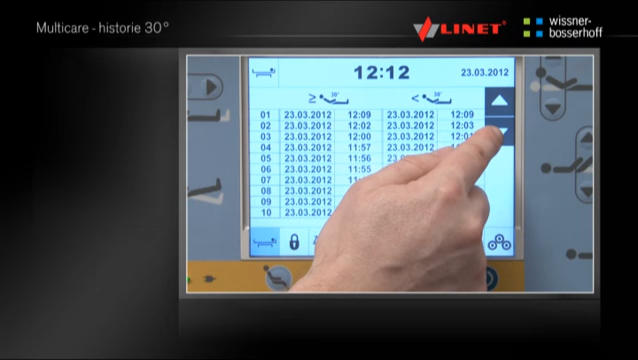 Multicare - historie 30°
LINET®
wissner-
bosserhoff
12:12
23.03.2012
≥ 30°
< 30°
01 23.03.2012 12:09 23.03.2012 12:09
02 23.03.2012 12:02 23.03.2012 12:03
03 23.03.2012 12:00 23.03.2012
04 23.03.2012 11:57 23.03.2012
05 23.03.2012 11:56
06 23.03.2012 11:55
07 23.03.2012
08 23.03.2012
09 23.03.2012
10 23.03.2012